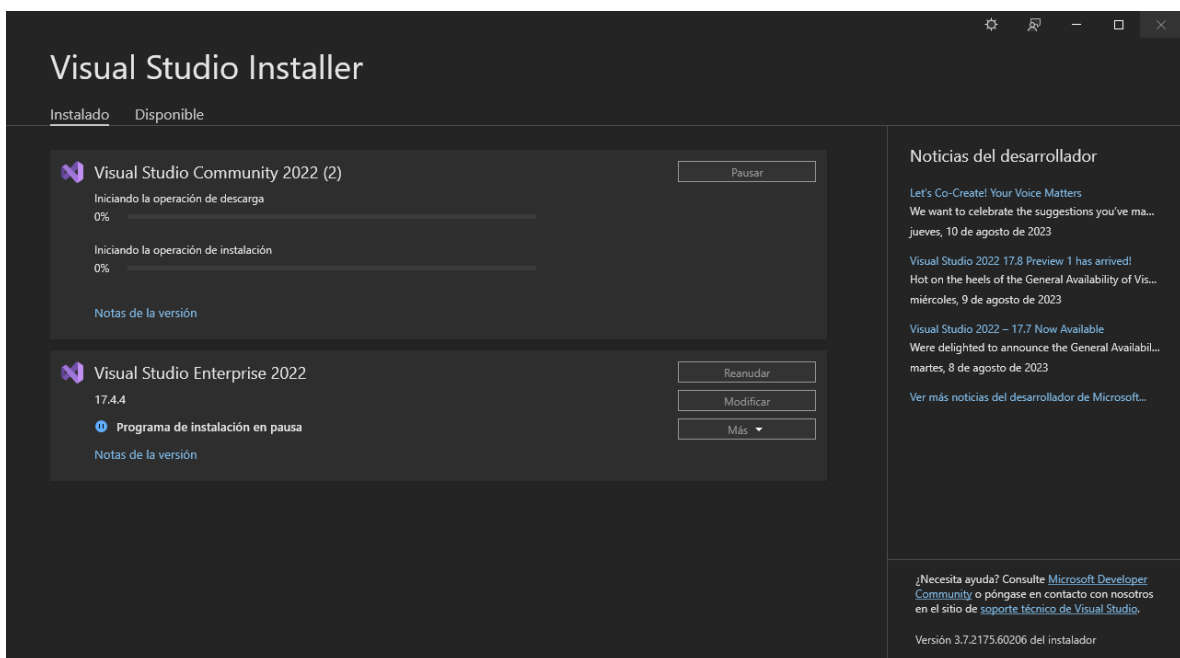 Visual Studio Installer
Instalado Disponible
Visual Studio Community 2022 (2)
Pausar
Iniciando la operación de descarga
0%
Iniciando la operación de instalación
0%
Notas de la versión
Visual Studio Enterprise 2022
Reanudar
17.4.4
Modificar
Programa de instalación en pausa
Más
Notas de la versión
Noticias del desarrollador
Let's Co-Create! Your Voice Matters
We want to celebrate the suggestions you've ma...
jueves, 10 de agosto de 2023
Visual Studio 2022 17.8 Preview 1 has arrived!
Hot on the heels of the General Availability of Vis...
miércoles, 9 de agosto de 2023
Visual Studio 2022 – 17.7 Now Available
Were delighted to announce the General Availabil...
martes, 8 de agosto de 2023
Ver más noticias del desarrollador de Microsoft...
¿Necesita ayuda? Consulte Microsoft Developer
Community o póngase en contacto con nosotros
en el sitio de soporte técnico de Visual Studio.
Versión 3.7.2175.60206 del instalador